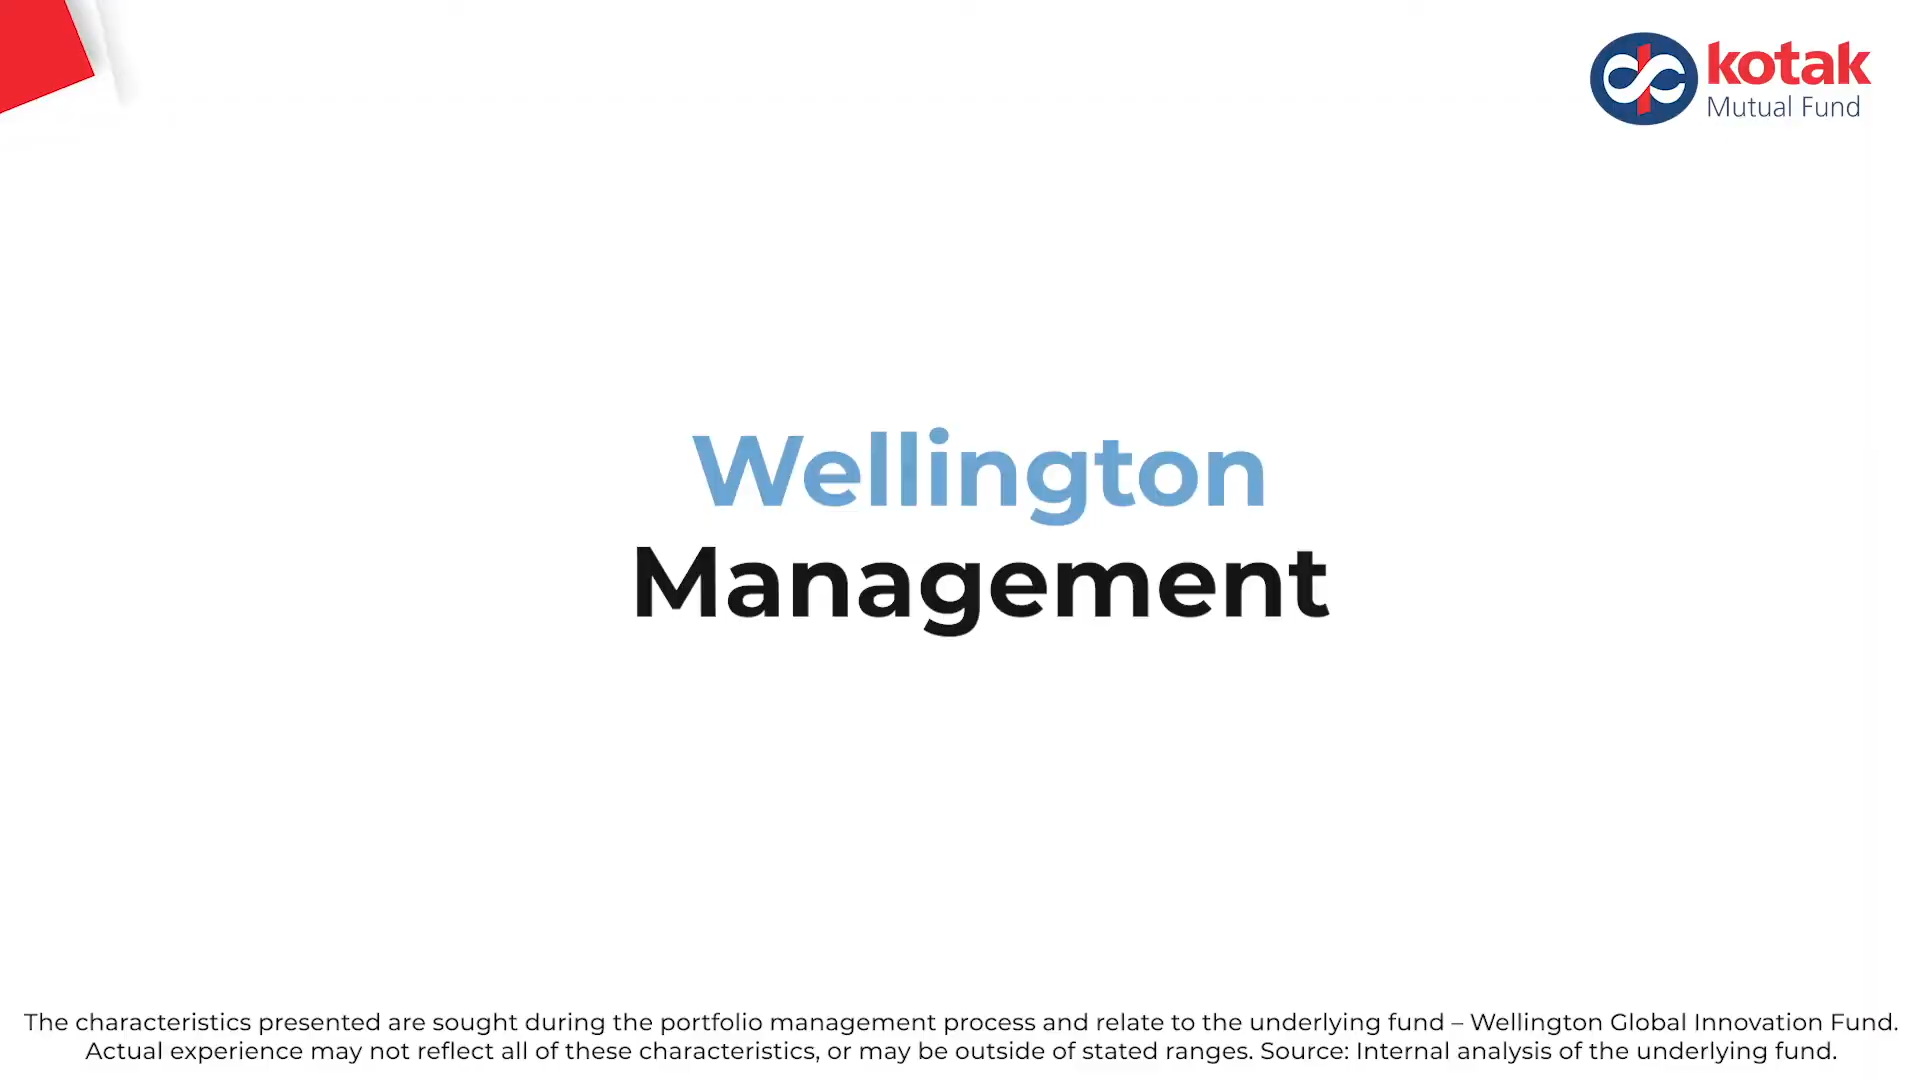 kotak
Mutual Fund
Wellington
Management
The characteristics presented are sought during the portfolio management process and relate to the underlying fund – Wellington Global Innovation Fund.
Actual experience may not reflect all of these characteristics, or may be outside of stated ranges. Source: Internal analysis of the underlying fund.